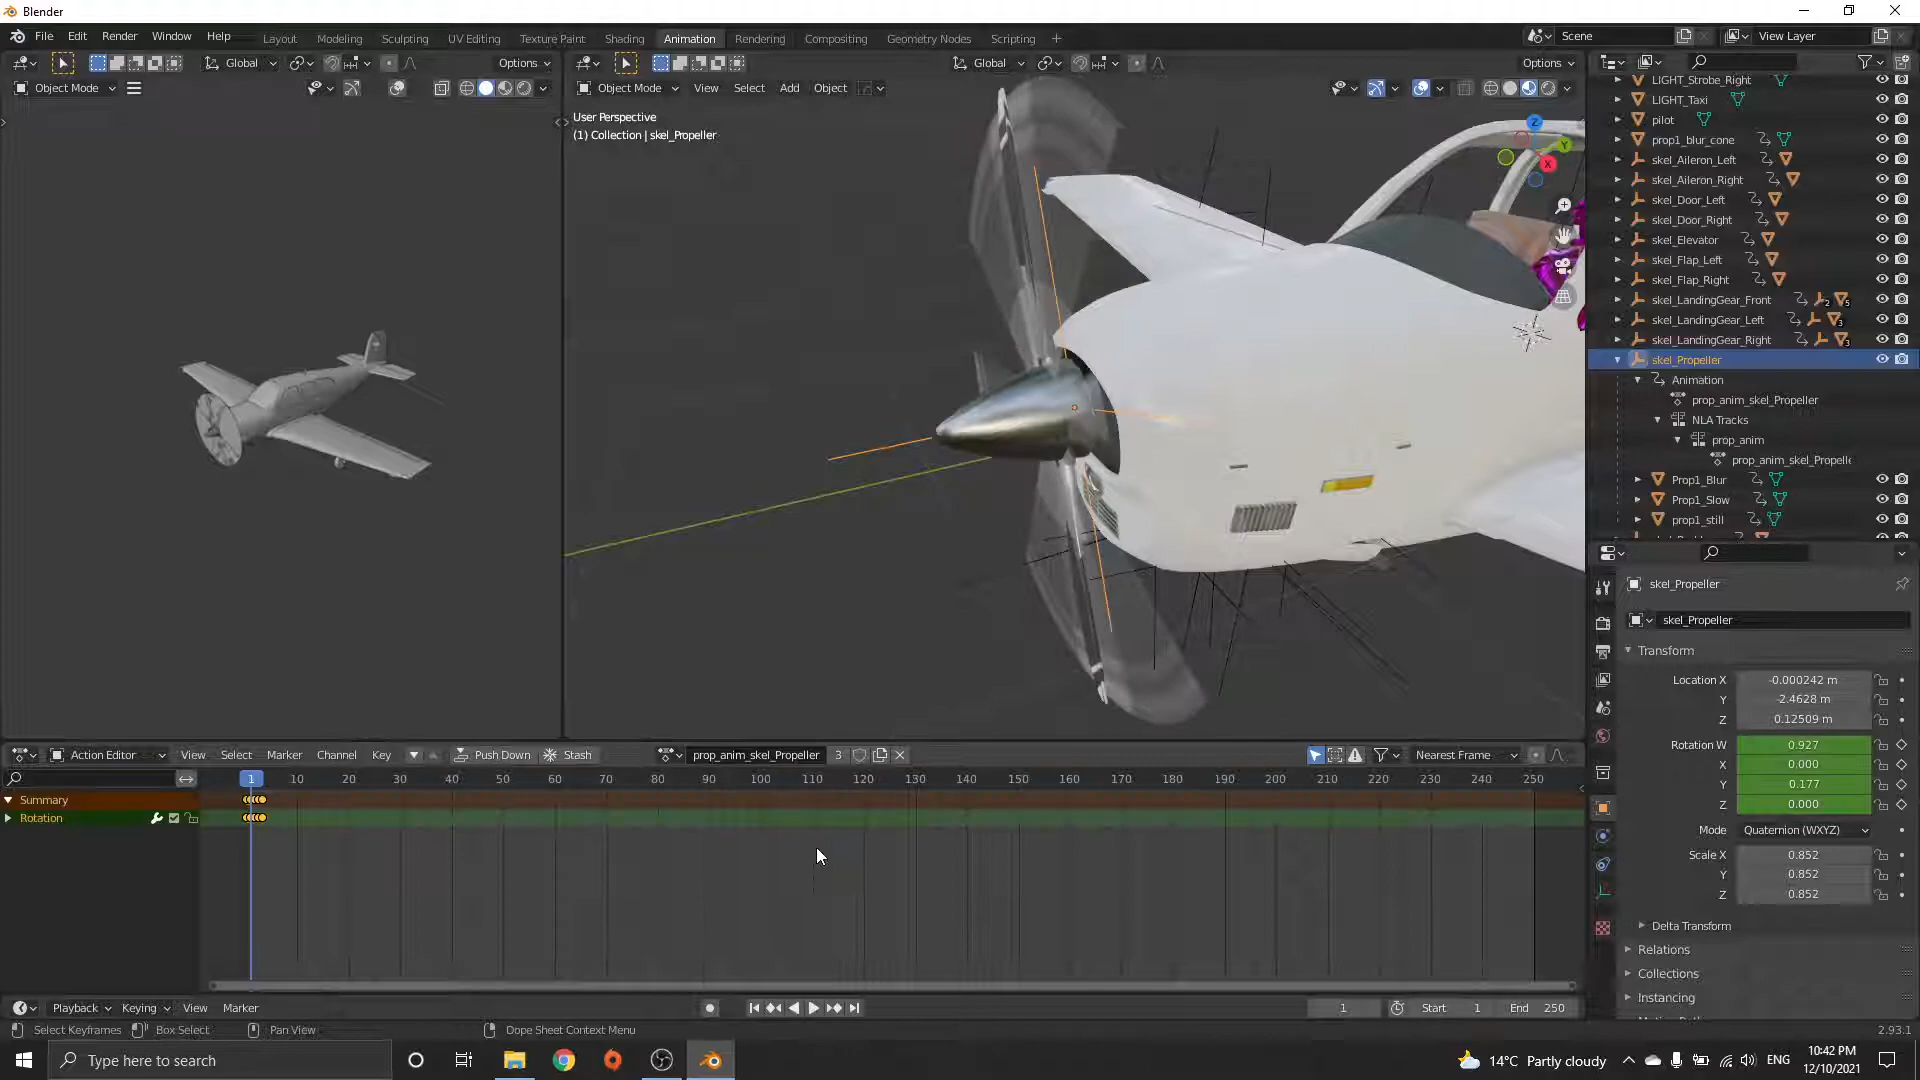 Blender
File Edit Render Window Help Layout Modeling Sculpting UV Editing Texture Paint Shading Animation Rendering Compositing Geometry Nodes Scripting + Scene View Layer
Global Options Global Options
Object Mode Object Mode View Select Add Object
User Perspective
(1) Collection | skel_Propeller
Z
Y
X
LIGHT_Strobe_Right
LIGHT_Taxi
pilot
prop1_blur_cone
skel_Aileron_Left
skel_Aileron_Right
skel_Door_Left
skel_Door_Right
skel_Elevator
skel_Flap_Left
skel_Flap_Right
skel_LandingGear_Front 2 5
skel_LandingGear_Left 3
skel_LandingGear_Right 3
skel_Propeller
Animation
prop_anim_skel_Propeller
NLA Tracks
prop_anim
prop_anim_skel_Propelle
Prop1_Blur
Prop1_Slow
prop1_still
skel_Propeller
skel_Propeller
Transform
Location X -0.000242 m
Y -2.4628 m
Z 0.12509 m
Rotation W 0.927
X 0.000
Y 0.177
Z 0.000
Mode Quaternion (WXYZ)
Scale X 0.852
Y 0.852
Z 0.852
Delta Transform
Relations
Collections
Instancing
Action Editor View Select Marker Channel Key Push Down Stash prop_anim_skel_Propeller 3 Nearest Frame
1 10 20 30 40 50 60 70 80 90 100 110 120 130 140 150 160 170 180 190 200 210 220 230 240 250
Summary
Rotation
Playback Keying View Marker 1 Start 1 End 250
Select Keyframes Box Select Pan View Dope Sheet Context Menu 2.93.1
Type here to search 14°C Partly cloudy ENG 10:42 PM
12/10/2021